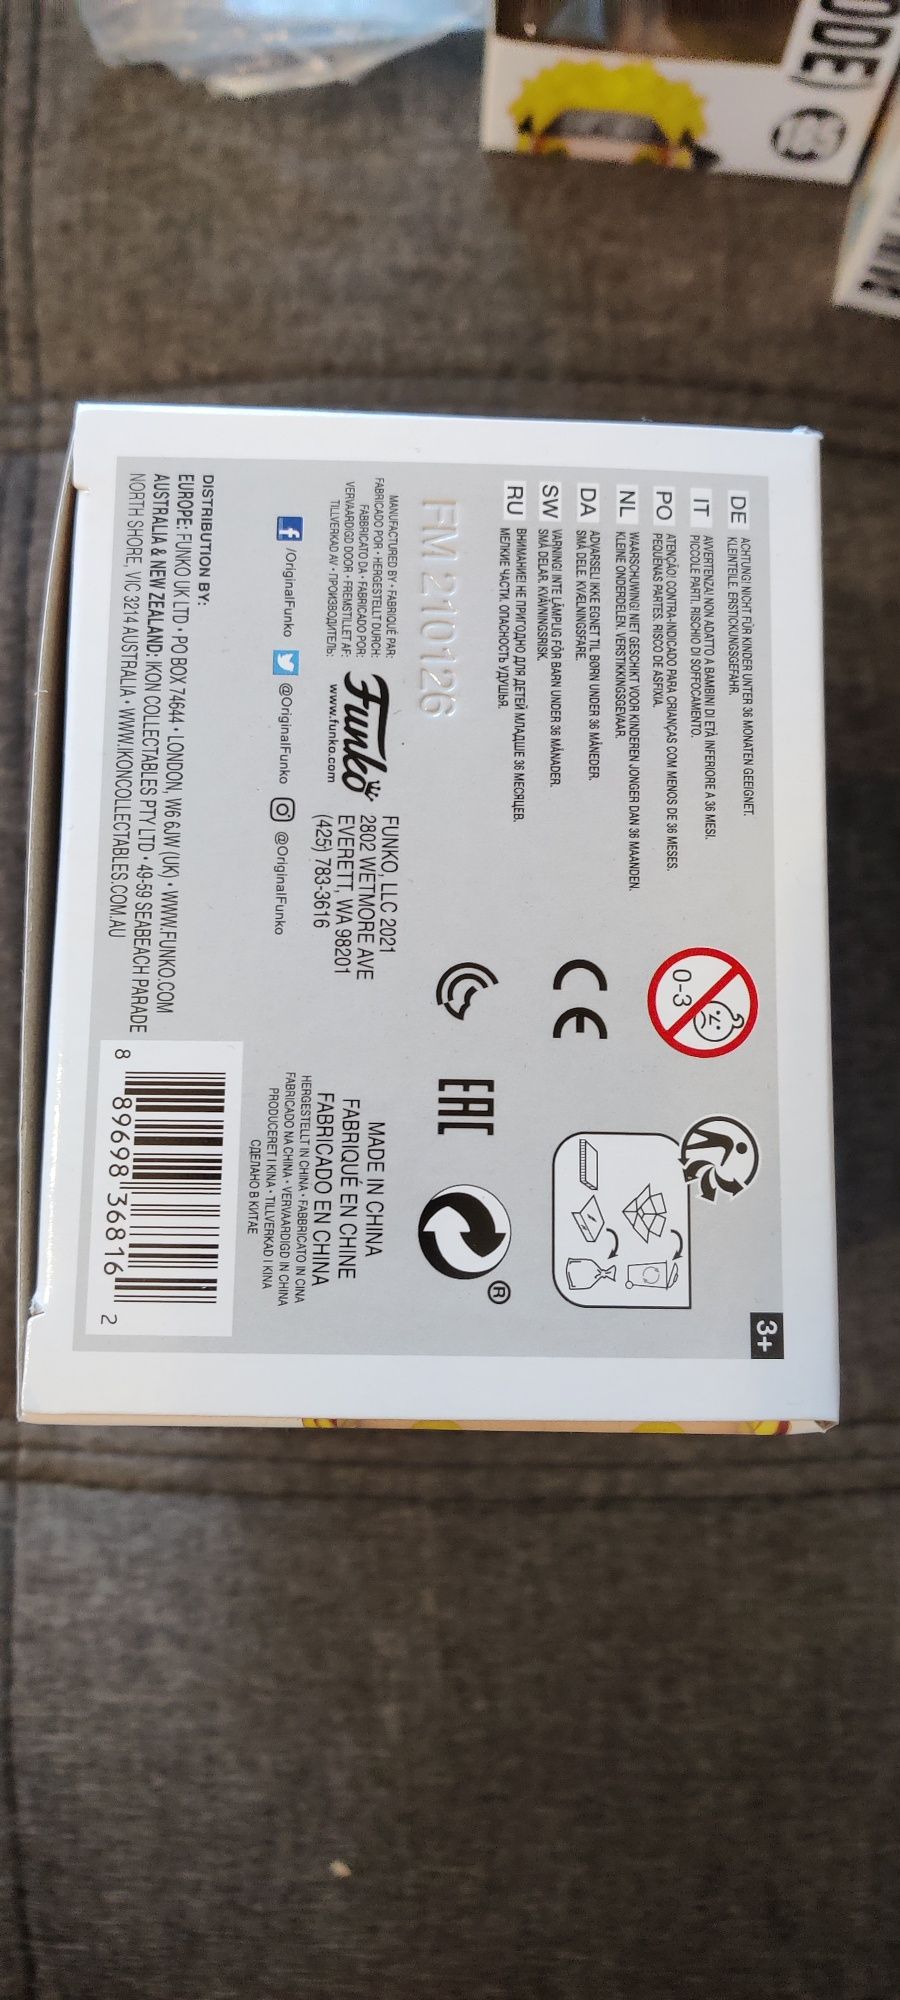 ODE)
185
3+
DE ACHTUNG! NICHT FÜR KINDER UNTER 36 MONATEN GEEIGNET.
KLEINTEILE. ERSTICKUNGSGEFAHR.
IT AVVERTENZA! NON ADATTO A BAMBINI DI ETÀ INFERIORE A 36 MESI.
PICCOLE PARTI. RISCHIO DI SOFFOCAMENTO.
PO ATENÇÃO! CONTRA-INDICADO PARA CRIANÇAS COM MENOS DE 36 MESES.
PEQUENAS PARTES. RISCO DE ASFIXIA.
NL WAARSCHUWING! NIET GESCHIKT VOOR KINDEREN JONGER DAN 36 MAANDEN.
KLEINE ONDERDELEN. VERSTIKKINGSGEVAAR.
DA ADVARSEL! IKKE EGNET TIL BØRN UNDER 36 MÅNEDER.
SMÅ DELE. KVÆLNINGSFARE.
SW VARNING! INTE LÄMPLIG FÖR BARN UNDER 36 MÅNADER.
SMÅ DELAR. KVÄVNINGSRISK.
RU ВНИМАНИЕ! НЕ ПРИГОДНО ДЛЯ ДЕТЕЙ МЛАДШЕ 36 МЕСЯЦЕВ.
МЕЛКИЕ ЧАСТИ. ОПАСНОСТЬ УДУШЬЯ.
0-3
CE
EAC
®
FM 210126
MANUFACTURED BY • FABRIQUÉ PAR:
FABRICADO POR • HERGESTELLT DURCH:
FABBRICATO DA • FABRICADO POR:
VERVAARDIGD DOOR • FREMSTILLET AF:
TILLVERKAD AV • ПРОИЗВОДИТЕЛЬ:
Funko
www.funko.com
FUNKO, LLC 2021
2802 WETMORE AVE
EVERETT, WA 98201
(425) 783-3616
MADE IN CHINA
FABRIQUÉ EN CHINE
FABRICADO EN CHINA
HERGESTELLT IN CHINA • FABBRICATO IN CINA
FABRICADO NA CHINA • VERVAARDIGD IN CHINA
PRODUCERET I KINA • TILLVERKAD I KINA
СДЕЛАНО В КИТАЕ
f /OriginalFunko @OriginalFunko @OriginalFunko
DISTRIBUTION BY:
EUROPE: FUNKO UK LTD • PO BOX 74644 • LONDON, W6 6JW (UK) • WWW.FUNKO.COM
AUSTRALIA & NEW ZEALAND: IKON COLLECTABLES PTY LTD • 49-59 SEABEACH PARADE
NORTH SHORE, VIC 3214 AUSTRALIA • WWW.IKONCOLLECTABLES.COM.AU
8 89698 36816 2